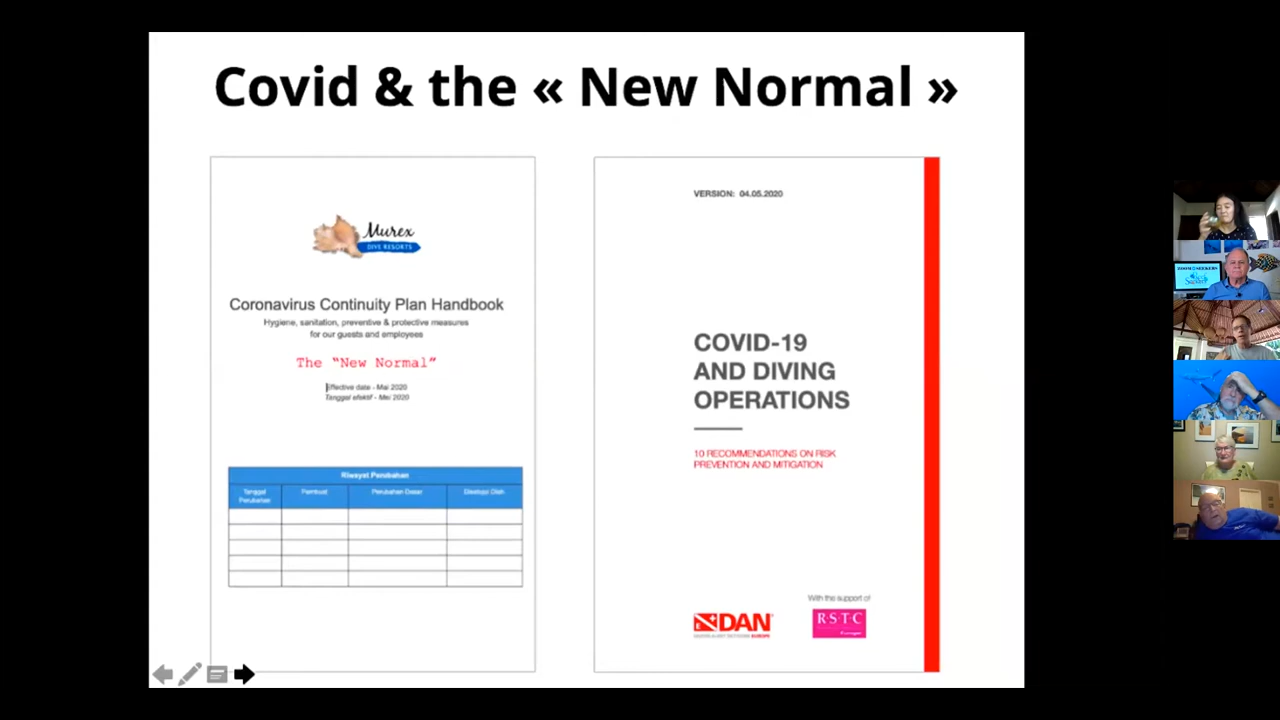 Covid & the « New Normal »
Murex
DIVE RESORTS
Coronavirus Continuity Plan Handbook
Hygiene, sanitation, preventive & protective measures
for our guests and employees
The “New Normal”
Effective date - Mai 2020
Tanggal efektif - Mei 2020
Riwayat Perubahan
Tanggal Perubahan
Pembuat
Perubahan Dasar
Disetujui Oleh
VERSION: 04.05.2020
COVID-19
AND DIVING
OPERATIONS
10 RECOMMENDATIONS ON RISK
PREVENTION AND MITIGATION
With the support of
DAN
RSTC
Europe